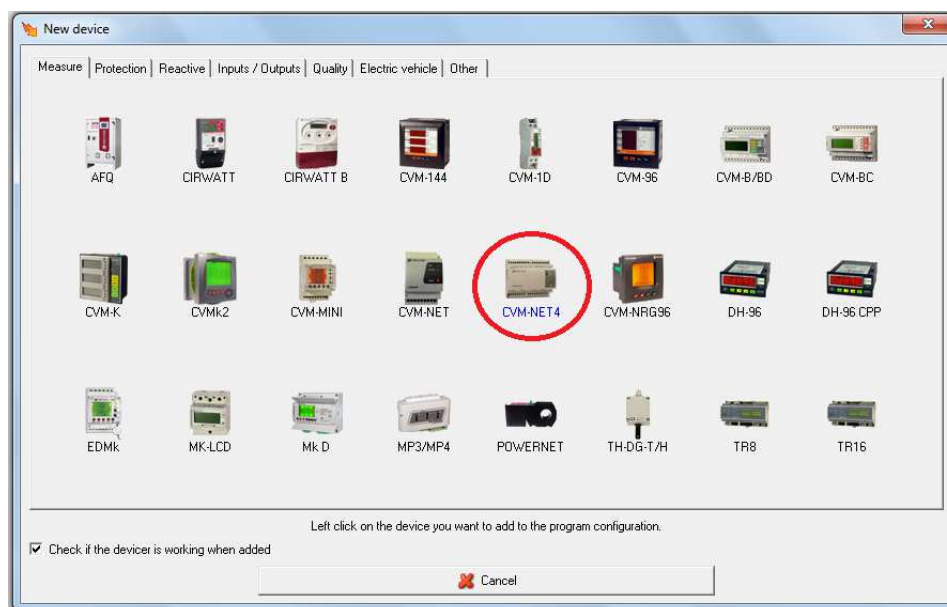 New device
Measure Protection Reactive Inputs / Outputs Quality Electric vehicle Other
AFQ CIRWATT CIRWATT B CVM-144 CVM-1D CVM-96 CVM-B/BD CVM-BC
CVM-K CVMk2 CVM-MINI CVM-NET CVM-NET4 CVM-NRG96 DH-96 DH-96 CPP
EDMk MK-LCD Mk D MP3/MP4 POWERNET TH-DG-T/H TR8 TR16
Left click on the device you want to add to the program configuration.
Check if the devicer is working when added
Cancel